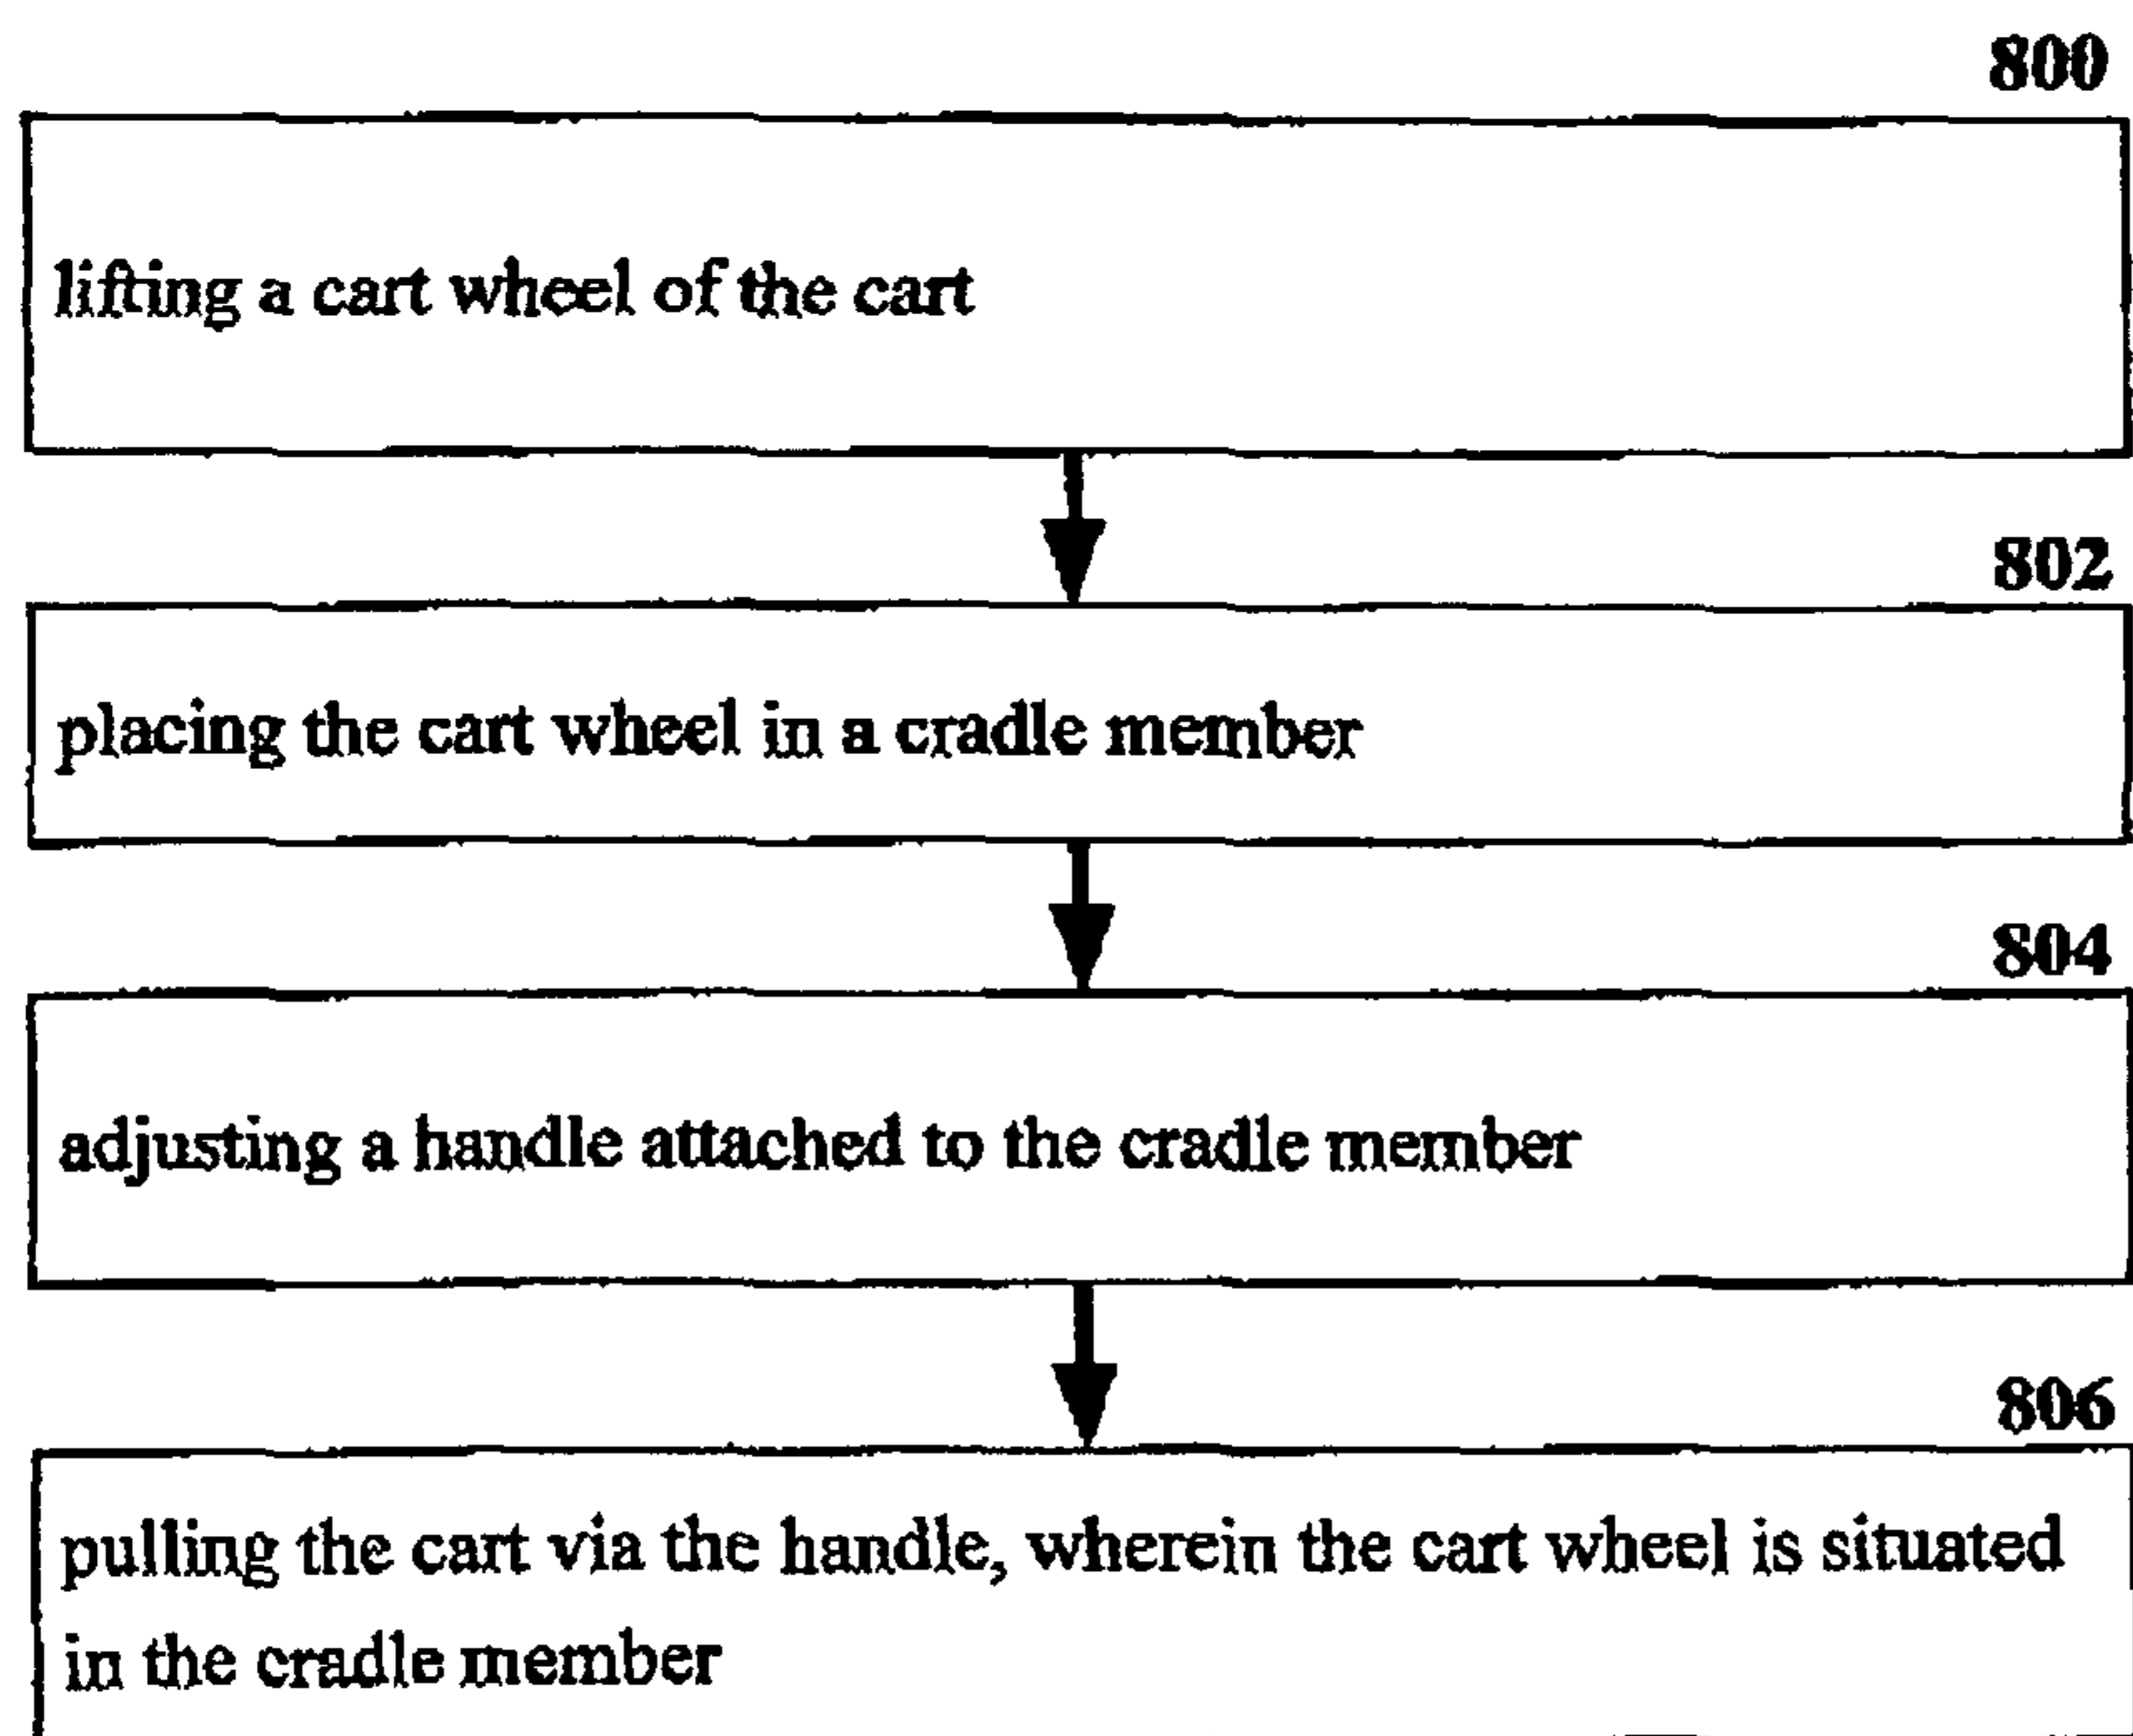 800
lifting a cart wheel of the cart
802
placing the cart wheel in a cradle member
804
adjusting a handle attached to the cradle member
806
pulling the cart via the handle, wherein the cart wheel is situated
in the cradle member